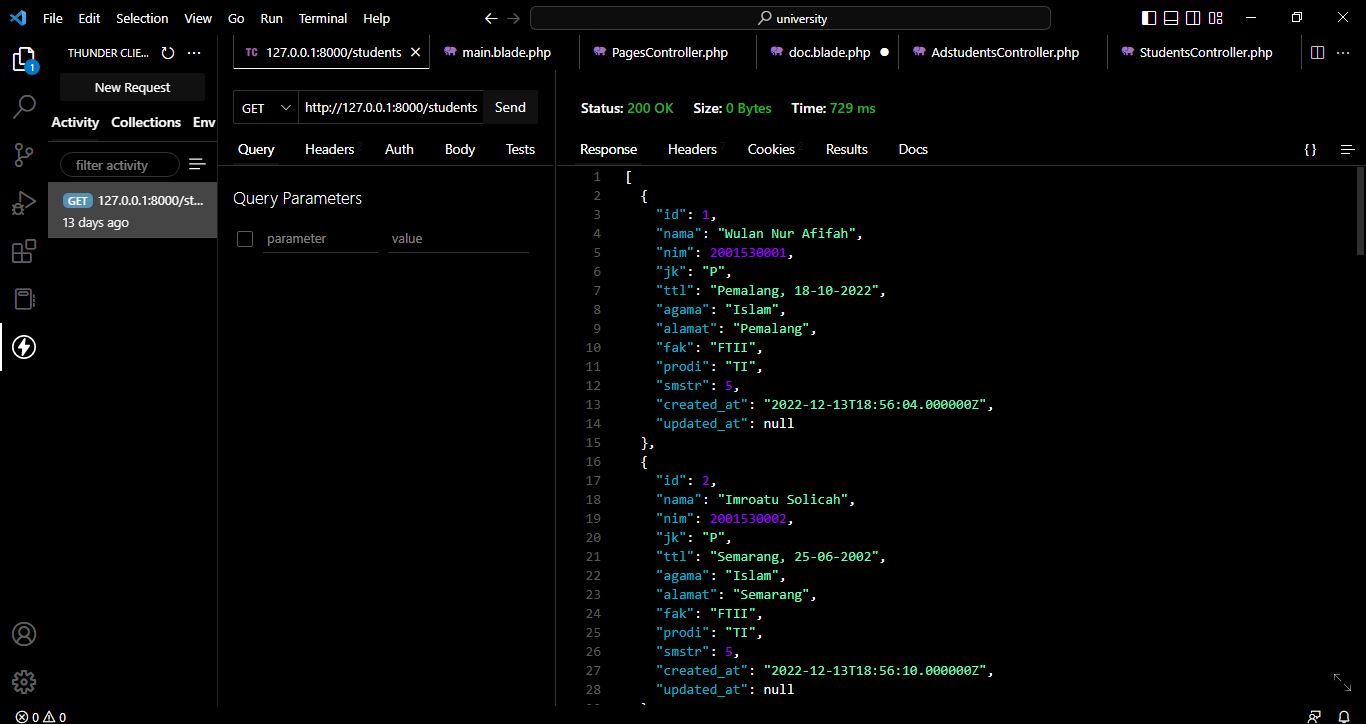 File Edit Selection View Go Run Terminal Help university
THUNDER CLIE... TC 127.0.0.1:8000/students main.blade.php PagesController.php doc.blade.php AdstudentsController.php StudentsController.php
1
New Request
GET http://127.0.0.1:8000/students Send Status: 200 OK Size: 0 Bytes Time: 729 ms
Activity Collections Env
Query Headers Auth Body Tests Response Headers Cookies Results Docs {}
filter activity
GET 127.0.0.1:8000/st...
13 days ago
Query Parameters
parameter value
1 [
2 {
3 "id": 1,
4 "nama": "Wulan Nur Afifah",
5 "nim": 2001530001,
6 "jk": "P",
7 "ttl": "Pemalang, 18-10-2022",
8 "agama": "Islam",
9 "alamat": "Pemalang",
10 "fak": "FTII",
11 "prodi": "TI",
12 "smstr": 5,
13 "created_at": "2022-12-13T18:56:04.000000Z",
14 "updated_at": null
15 },
16 {
17 "id": 2,
18 "nama": "Imroatu Solicah",
19 "nim": 2001530002,
20 "jk": "P",
21 "ttl": "Semarang, 25-06-2002",
22 "agama": "Islam",
23 "alamat": "Semarang",
24 "fak": "FTII",
25 "prodi": "TI",
26 "smstr": 5,
27 "created_at": "2022-12-13T18:56:10.000000Z",
28 "updated_at": null
0 0